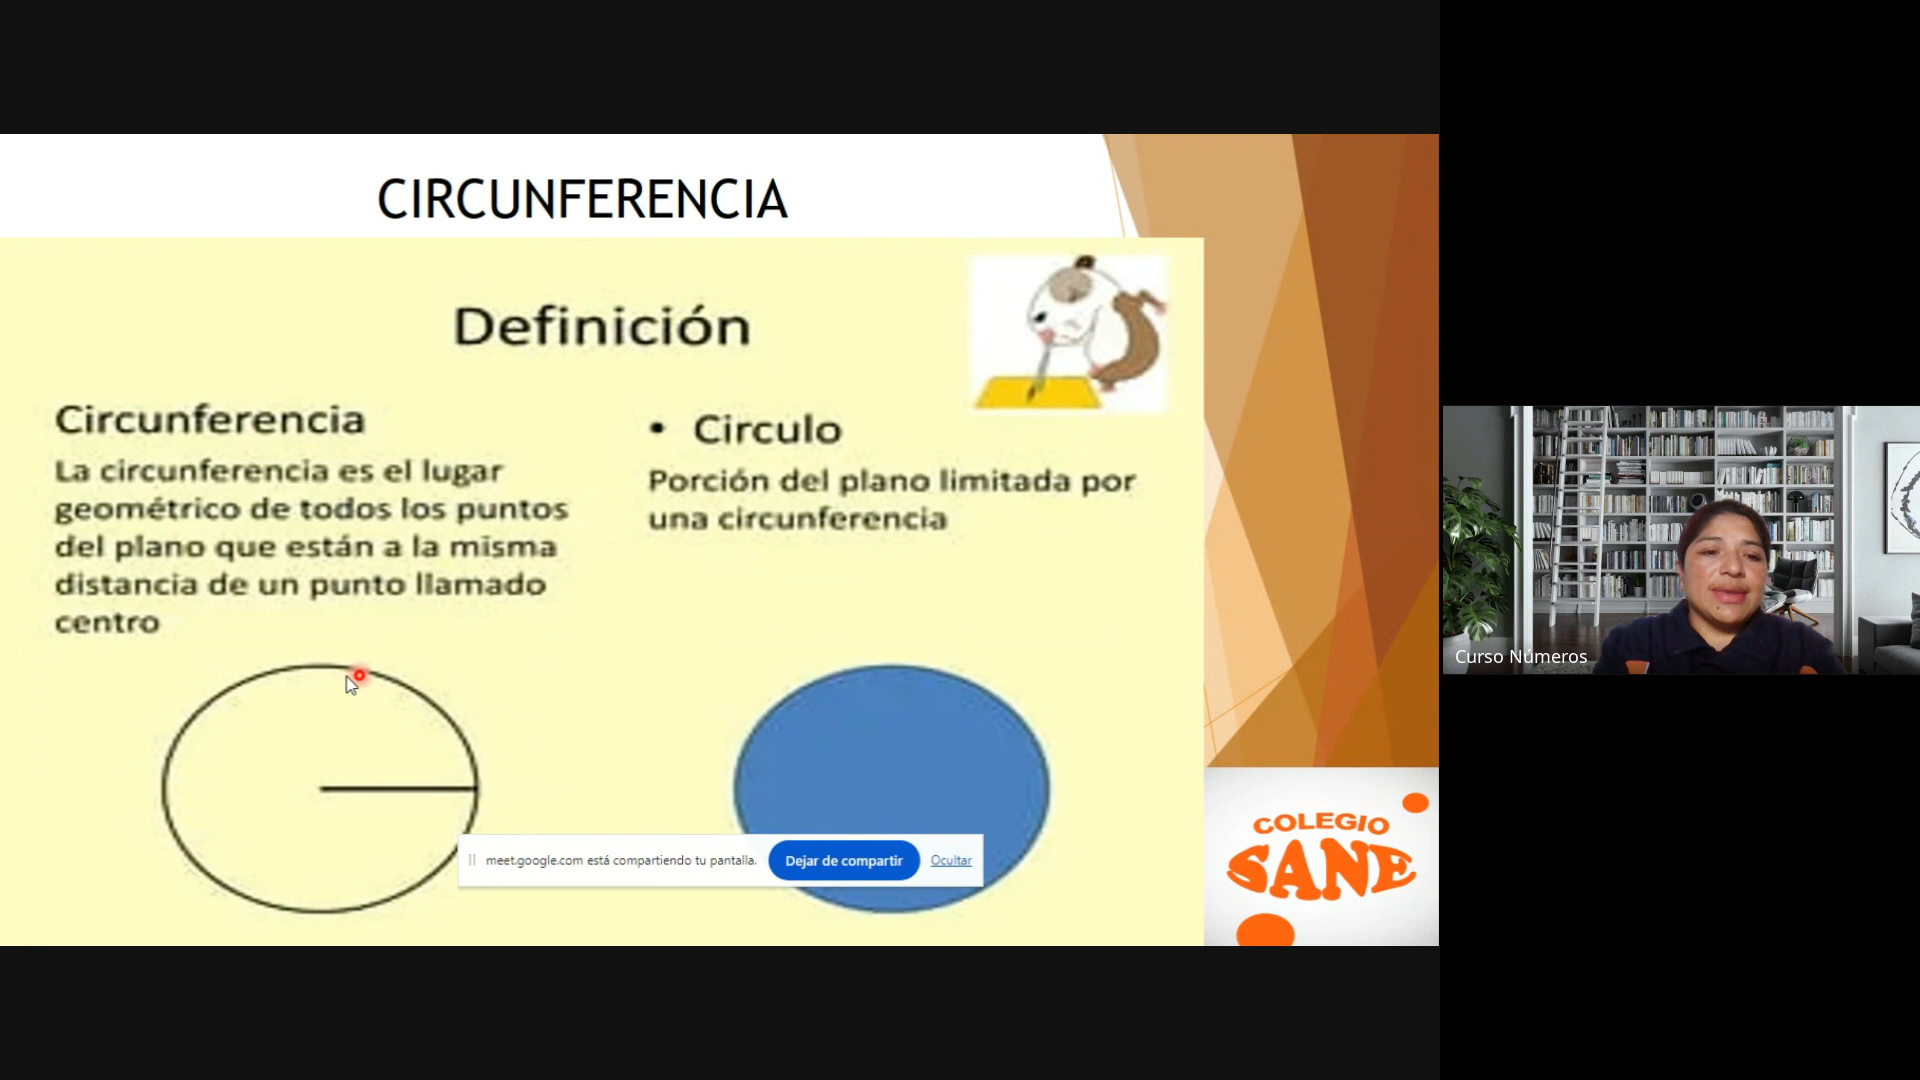 CIRCUNFERENCIA
Definición
Circunferencia
La circunferencia es el lugar
geométrico de todos los puntos
del plano que están a la misma
distancia de un punto llamado
centro
• Circulo
Porción del plano limitada por
una circunferencia
meet.google.com está compartiendo tu pantalla. Dejar de compartir Ocultar
COLEGIO
SANE
Curso Números